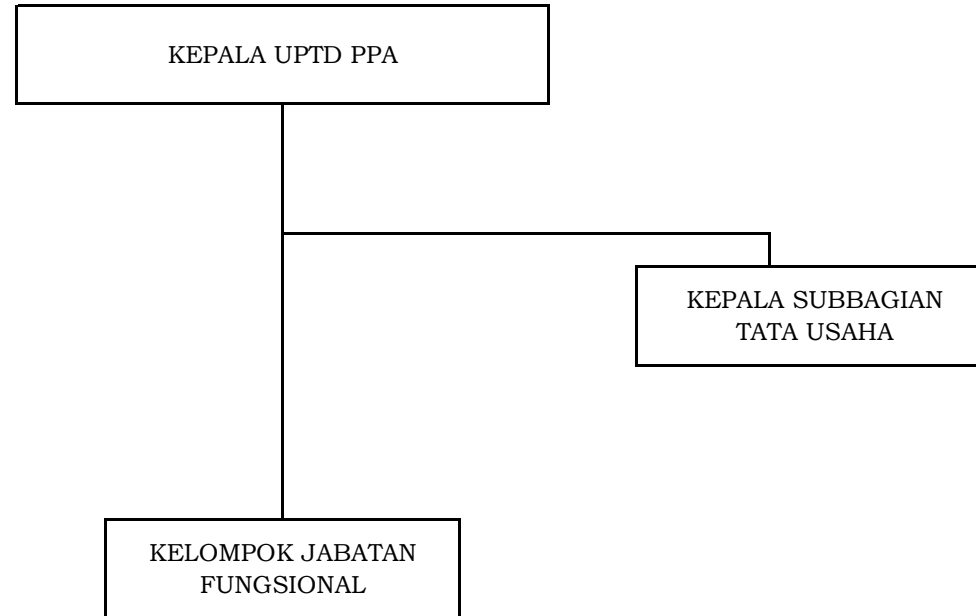 KEPALA UPTD PPA
KEPALA SUBBAGIAN
TATA USAHA
KELOMPOK JABATAN
FUNGSIONAL